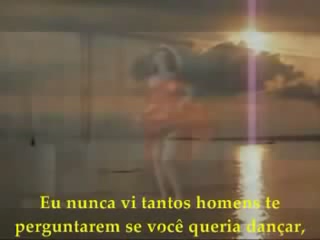 Eu nunca vi tantos homens te
perguntarem se você queria dançar,